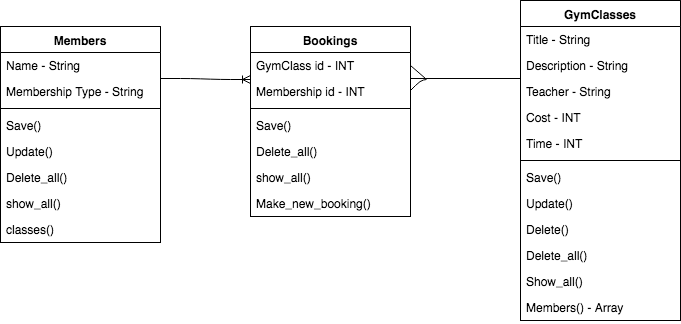 Members
Name - String
Membership Type - String
Save()
Update()
Delete_all()
show_all()
classes()
Bookings
GymClass id - INT
Membership id - INT
Save()
Delete_all()
show_all()
Make_new_booking()
GymClasses
Title - String
Description - String
Teacher - String
Cost - INT
Time - INT
Save()
Update()
Delete()
Delete_all()
Show_all()
Members() - Array